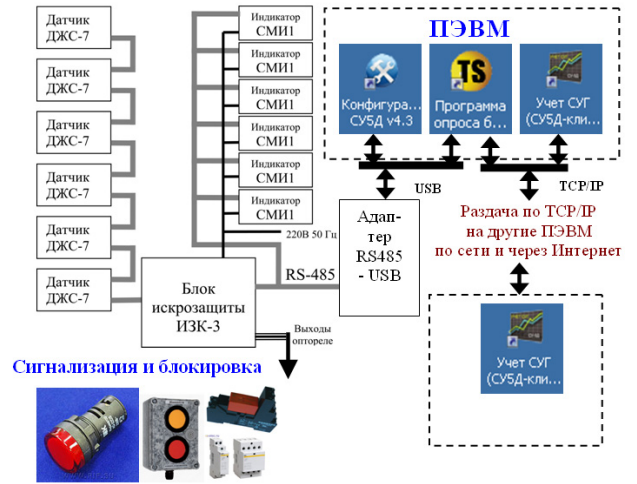 Датчик
ДЖС-7
Датчик
ДЖС-7
Датчик
ДЖС-7
Датчик
ДЖС-7
Датчик
ДЖС-7
Датчик
ДЖС-7
Индикатор
СМИ1
Индикатор
СМИ1
Индикатор
СМИ1
Индикатор
СМИ1
Индикатор
СМИ1
Индикатор
СМИ1
220В 50 Гц
RS-485
Блок
искрозащиты
ИЗК-3
Выходы
оптореле
Сигнализация и блокировка
ПЭВМ
Конфигура...
СУ5Д v4.3
TS
Программа
опроса б...
Учет СУГ
(СУ5Д-кли...
USB
TCP/IP
Адап-
тер
RS485
- USB
Раздача по TCP/IP
на другие ПЭВМ
по сети и через Интернет
Учет СУГ
(СУ5Д-кли...